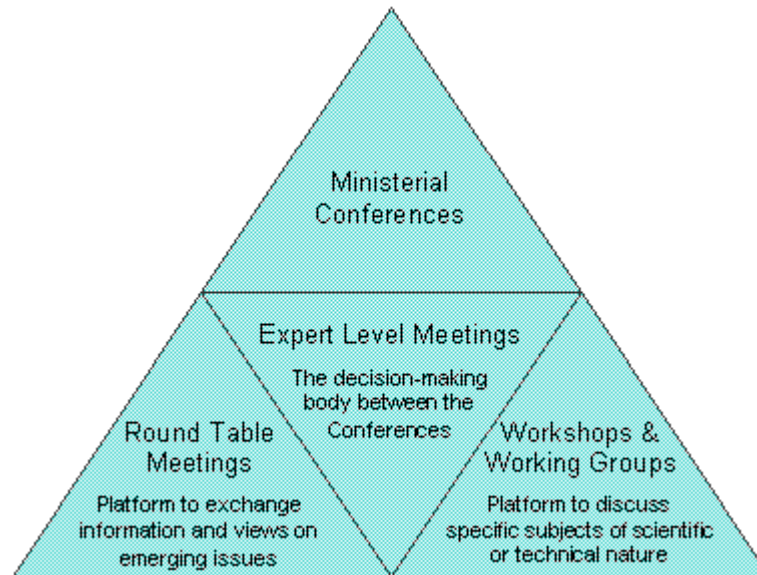 Ministerial
Conferences
Expert Level Meetings
The decision-making
body between the
Conferences
Round Table
Meetings
Platform to exchange
information and views on
emerging issues
Workshops &
Working Groups
Platform to discuss
specific subjects of scientific
or technical nature